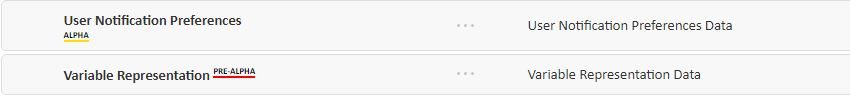 User Notification Preferences
ALPHA
... User Notification Preferences Data
Variable Representation PRE-ALPHA ... Variable Representation Data